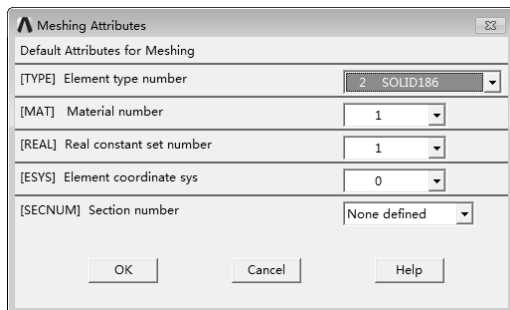 Meshing Attributes
Default Attributes for Meshing
[TYPE] Element type number 2 SOLID186
[MAT] Material number 1
[REAL] Real constant set number 1
[ESYS] Element coordinate sys 0
[SECNUM] Section number None defined
OK Cancel Help